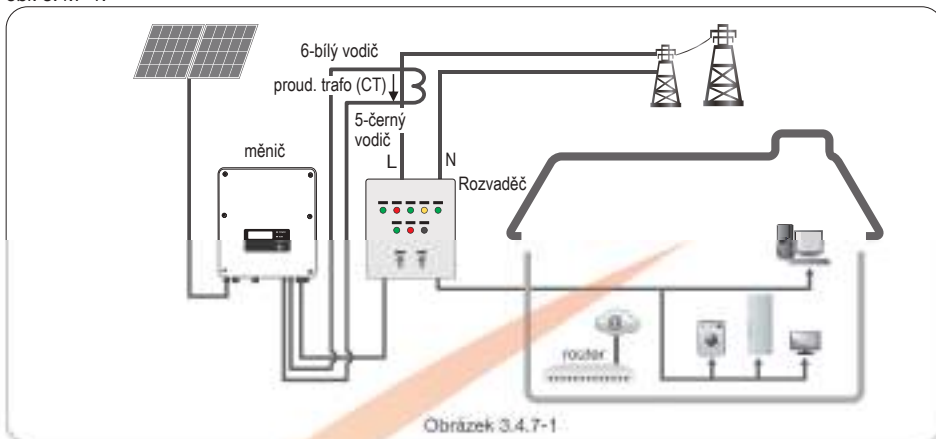 6-bílý vodič
proud. trafo (CT)
5-černý
vodič
měnič
L
N
Rozvaděč
router
Obrázek 3.4.7-1